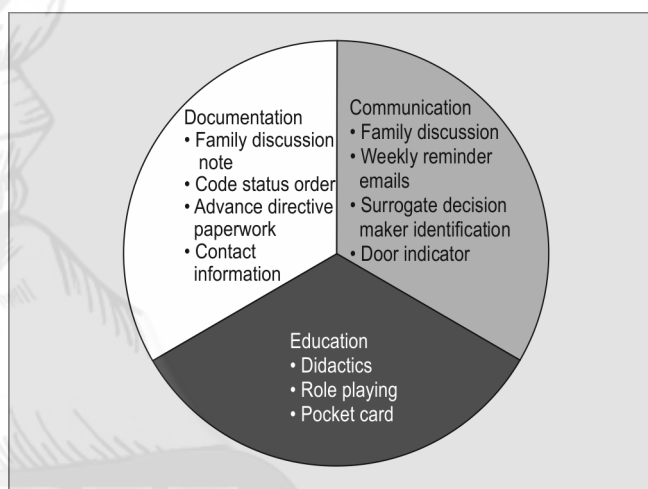 Documentation
• Family discussion
note
• Code status order
• Advance directive
paperwork
• Contact
information
Communication
• Family discussion
• Weekly reminder
emails
• Surrogate decision
maker identification
• Door indicator
Education
• Didactics
• Role playing
• Pocket card